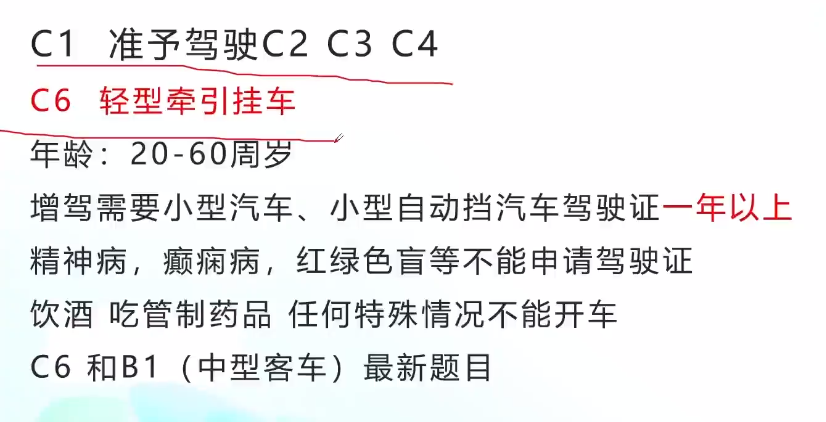 C1 准予驾驶C2 C3 C4
C6 轻型牵引挂车
年龄：20-60周岁
增驾需要小型汽车、小型自动挡汽车驾驶证一年以上
精神病，癫痫病，红绿色盲等不能申请驾驶证
饮酒 吃管制药品 任何特殊情况不能开车
C6 和B1（中型客车）最新题目